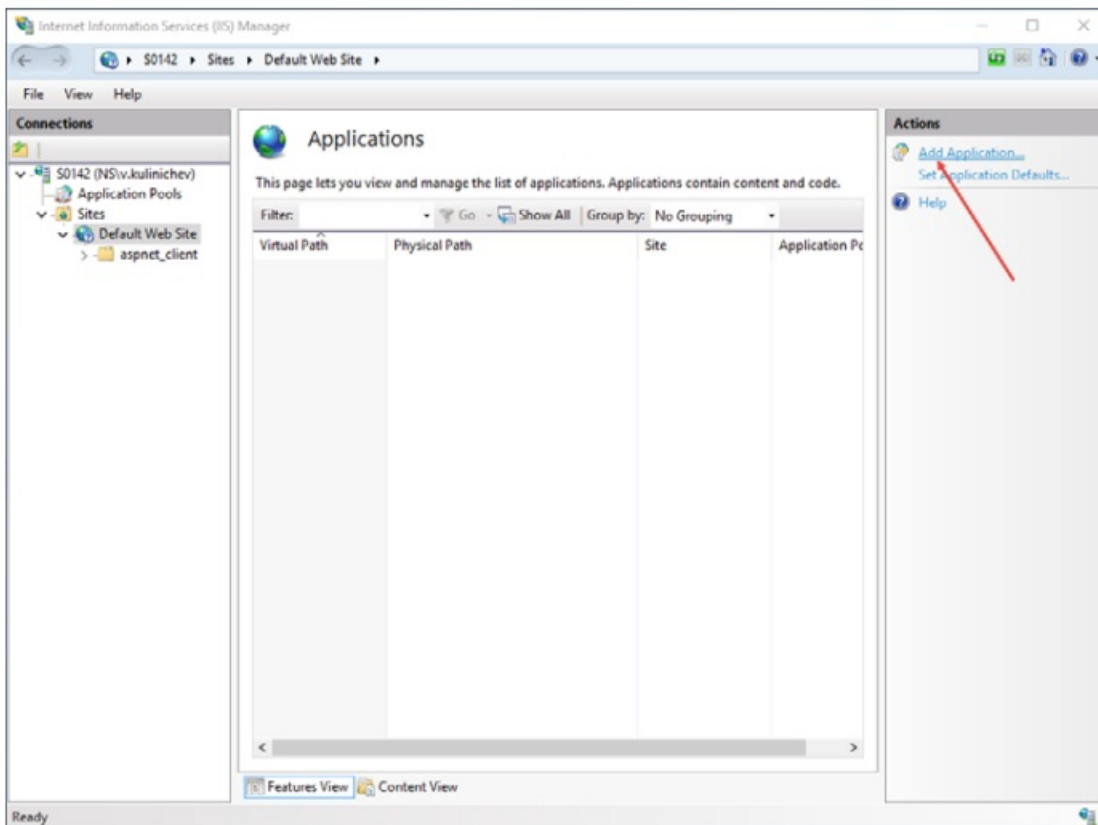 Internet Information Services (IIS) Manager
S0142 Sites Default Web Site
File View Help
Connections
S0142 (NS\v.kulinichev)
Application Pools
Sites
Default Web Site
aspnet_client
Applications
This page lets you view and manage the list of applications. Applications contain content and code.
Filter: Go Show All Group by: No Grouping
Virtual Path Physical Path Site Application Po
Features View Content View
Actions
Add Application...
Set Application Defaults...
Help
Ready